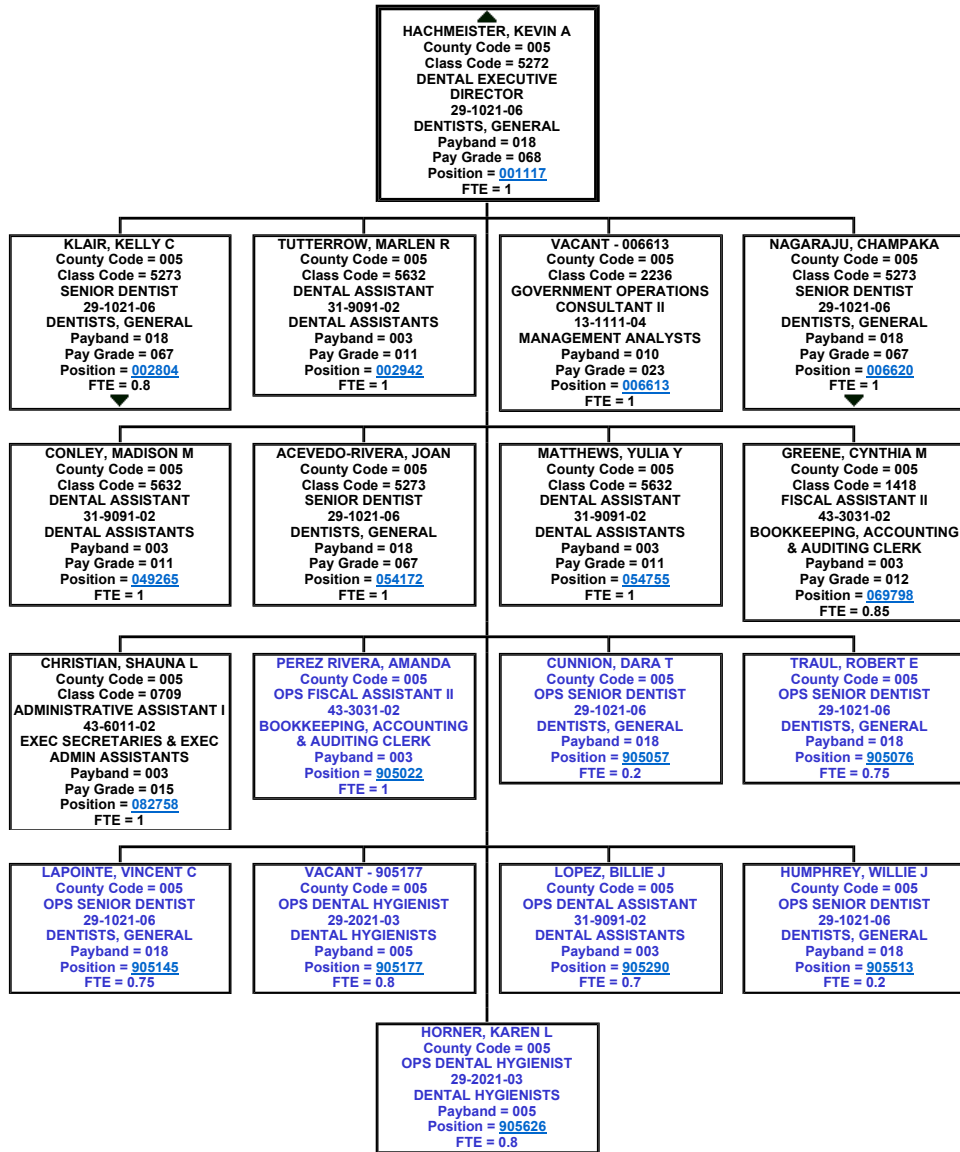 HACHMEISTER, KEVIN A
County Code = 005
Class Code = 5272
DENTAL EXECUTIVE
DIRECTOR
29-1021-06
DENTISTS, GENERAL
Payband = 018
Pay Grade = 068
Position = 001117
FTE = 1
KLAIR, KELLY C
County Code = 005
Class Code = 5273
SENIOR DENTIST
29-1021-06
DENTISTS, GENERAL
Payband = 018
Pay Grade = 067
Position = 002804
FTE = 0.8
TUTTERROW, MARLEN R
County Code = 005
Class Code = 5632
DENTAL ASSISTANT
31-9091-02
DENTAL ASSISTANTS
Payband = 003
Pay Grade = 011
Position = 002942
FTE = 1
VACANT - 006613
County Code = 005
Class Code = 2236
GOVERNMENT OPERATIONS
CONSULTANT II
13-1111-04
MANAGEMENT ANALYSTS
Payband = 010
Pay Grade = 023
Position = 006613
FTE = 1
NAGARAJU, CHAMPAKA
County Code = 005
Class Code = 5273
SENIOR DENTIST
29-1021-06
DENTISTS, GENERAL
Payband = 018
Pay Grade = 067
Position = 006620
FTE = 1
CONLEY, MADISON M
County Code = 005
Class Code = 5632
DENTAL ASSISTANT
31-9091-02
DENTAL ASSISTANTS
Payband = 003
Pay Grade = 011
Position = 049265
FTE = 1
ACEVEDO-RIVERA, JOAN
County Code = 005
Class Code = 5273
SENIOR DENTIST
29-1021-06
DENTISTS, GENERAL
Payband = 018
Pay Grade = 067
Position = 054172
FTE = 1
MATTHEWS, YULIA Y
County Code = 005
Class Code = 5632
DENTAL ASSISTANT
31-9091-02
DENTAL ASSISTANTS
Payband = 003
Pay Grade = 011
Position = 054755
FTE = 1
GREENE, CYNTHIA M
County Code = 005
Class Code = 1418
FISCAL ASSISTANT II
43-3031-02
BOOKKEEPING, ACCOUNTING
& AUDITING CLERK
Payband = 003
Pay Grade = 012
Position = 069798
FTE = 0.85
CHRISTIAN, SHAUNA L
County Code = 005
Class Code = 0709
ADMINISTRATIVE ASSISTANT I
43-6011-02
EXEC SECRETARIES & EXEC
ADMIN ASSISTANTS
Payband = 003
Pay Grade = 015
Position = 082758
FTE = 1
PEREZ RIVERA, AMANDA
County Code = 005
OPS FISCAL ASSISTANT II
43-3031-02
BOOKKEEPING, ACCOUNTING
& AUDITING CLERK
Payband = 003
Position = 905022
FTE = 1
CUNNION, DARA T
County Code = 005
OPS SENIOR DENTIST
29-1021-06
DENTISTS, GENERAL
Payband = 018
Position = 905057
FTE = 0.2
TRAUL, ROBERT E
County Code = 005
OPS SENIOR DENTIST
29-1021-06
DENTISTS, GENERAL
Payband = 018
Position = 905076
FTE = 0.75
LAPOINTE, VINCENT C
County Code = 005
OPS SENIOR DENTIST
29-1021-06
DENTISTS, GENERAL
Payband = 018
Position = 905145
FTE = 0.75
VACANT - 905177
County Code = 005
OPS DENTAL HYGIENIST
29-2021-03
DENTAL HYGIENISTS
Payband = 005
Position = 905177
FTE = 0.8
LOPEZ, BILLIE J
County Code = 005
OPS DENTAL ASSISTANT
31-9091-02
DENTAL ASSISTANTS
Payband = 003
Position = 905290
FTE = 0.7
HUMPHREY, WILLIE J
County Code = 005
OPS SENIOR DENTIST
29-1021-06
DENTISTS, GENERAL
Payband = 018
Position = 905513
FTE = 0.2
HORNER, KAREN L
County Code = 005
OPS DENTAL HYGIENIST
29-2021-03
DENTAL HYGIENISTS
Payband = 005
Position = 905626
FTE = 0.8